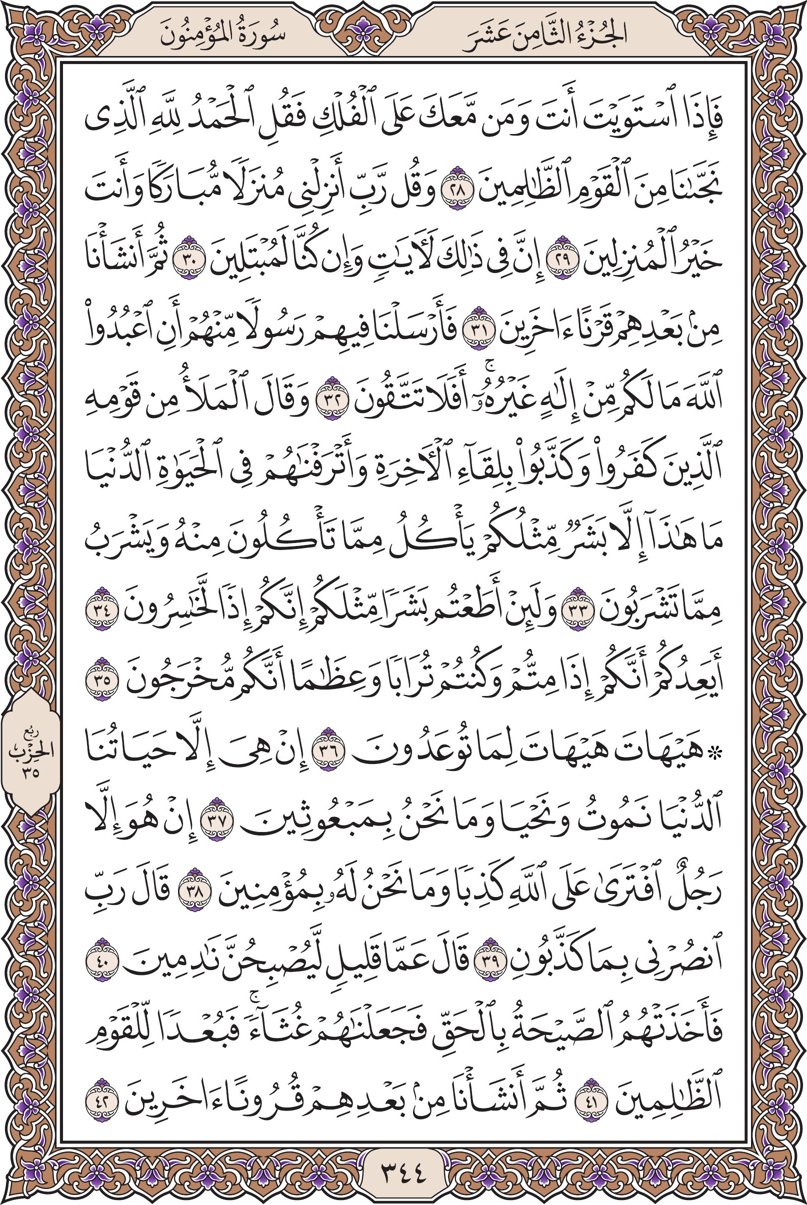 الجُزْءُ الثَّامِنَ عَشَرَ
سُورَةُ المُؤْمِنُونَ
فَإِذَا ٱسْتَوَيْتَ أَنتَ وَمَن مَّعَكَ عَلَى ٱلْفُلْكِ فَقُلِ ٱلْحَمْدُ لِلَّهِ ٱلَّذِى
نَجَّىٰنَا مِنَ ٱلْقَوْمِ ٱلظَّٰلِمِينَ ٢٨ وَقُل رَّبِّ أَنزِلْنِى مُنزَلًا مُّبَارَكًا وَأَنتَ
خَيْرُ ٱلْمُنزِلِينَ ٢٩ إِنَّ فِى ذَٰلِكَ لَءَايَٰتٍ وَإِن كُنَّا لَمُبْتَلِينَ ٣٠ ثُمَّ أَنشَأْنَا
مِنۢ بَعْدِهِمْ قَرْنًا ءَاخَرِينَ ٣١ فَأَرْسَلْنَا فِيهِمْ رَسُولًا مِّنْهُمْ أَنِ ٱعْبُدُوا۟
ٱللَّهَ مَا لَكُم مِّنْ إِلَٰهٍ غَيْرُهُۥٓ ۚ أَفَلَا تَتَّقُونَ ٣٢ وَقَالَ ٱلْمَلَأُ مِن قَوْمِهِ
ٱلَّذِينَ كَفَرُوا۟ وَكَذَّبُوا۟ بِلِقَآءِ ٱلْءَاخِرَةِ وَأَتْرَفْنَٰهُمْ فِى ٱلْحَيَوٰةِ ٱلدُّنْيَا
مَا هَٰذَآ إِلَّا بَشَرٌ مِّثْلُكُمْ يَأْكُلُ مِمَّا تَأْكُلُونَ مِنْهُ وَيَشْرَبُ
مِمَّا تَشْرَبُونَ ٣٣ وَلَئِنْ أَطَعْتُم بَشَرًا مِّثْلَكُمْ إِنَّكُمْ إِذًا لَّخَٰسِرُونَ ٣٤
أَيَعِدُكُمْ أَنَّكُمْ إِذَا مِتُّمْ وَكُنتُمْ تُرَابًا وَعِظَٰمًا أَنَّكُم مُّخْرَجُونَ ٣٥
۞ هَيْهَاتَ هَيْهَاتَ لِمَا تُوعَدُونَ ٣٦ إِنْ هِىَ إِلَّا حَيَاتُنَا
ٱلدُّنْيَا نَمُوتُ وَنَحْيَا وَمَا نَحْنُ بِمَبْعُوثِينَ ٣٧ إِنْ هُوَ إِلَّا
رَجُلٌ ٱفْتَرَىٰ عَلَى ٱللَّهِ كَذِبًا وَمَا نَحْنُ لَهُۥ بِمُؤْمِنِينَ ٣٨ قَالَ رَبِّ
ٱنصُرْنِى بِمَا كَذَّبُونِ ٣٩ قَالَ عَمَّا قَلِيلٍ لَّيُصْبِحُنَّ نَٰدِمِينَ ٤٠
فَأَخَذَتْهُمُ ٱلصَّيْحَةُ بِٱلْحَقِّ فَجَعَلْنَٰهُمْ غُثَآءً ۚ فَبُعْدًا لِّلْقَوْمِ
ٱلظَّٰلِمِينَ ٤١ ثُمَّ أَنشَأْنَا مِنۢ بَعْدِهِمْ قُرُونًا ءَاخَرِينَ ٤٢
ربع
الحزب
٣٥
٣٤٤